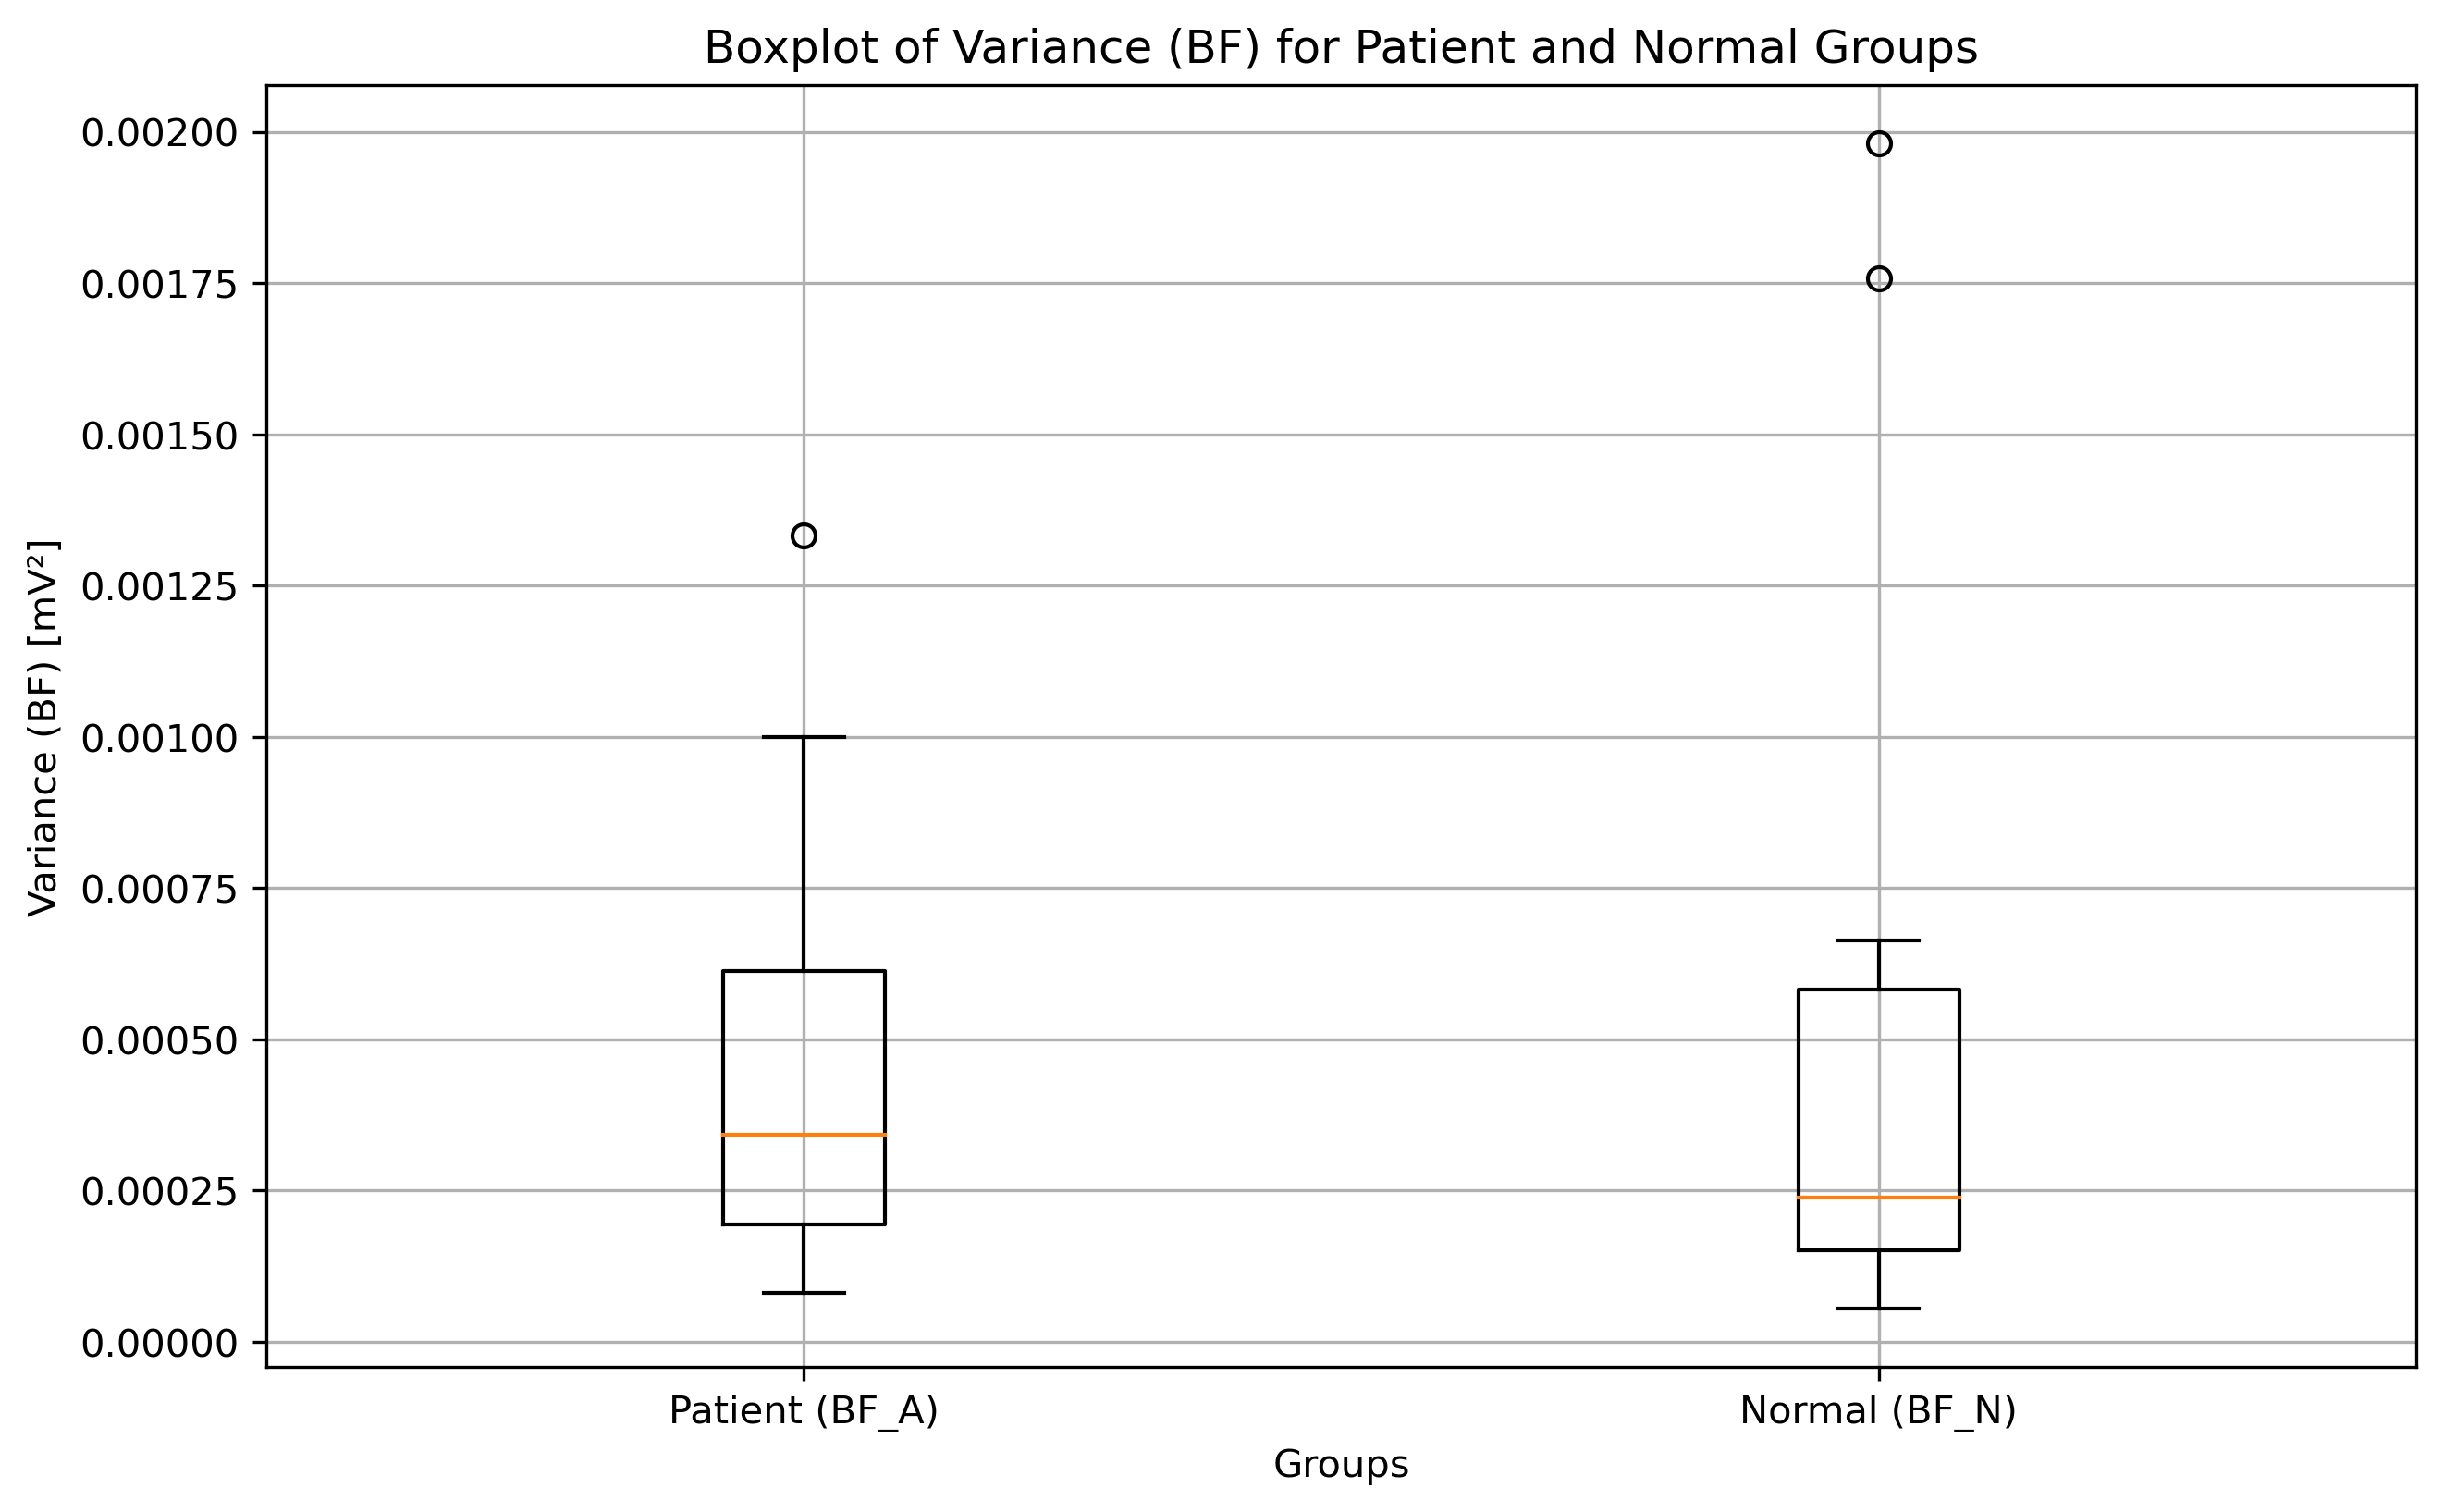 Boxplot of Variance (BF) for Patient and Normal Groups
Variance (BF) [mV²]
0.00200
0.00175
0.00150
0.00125
0.00100
0.00075
0.00050
0.00025
0.00000
Patient (BF_A)
Normal (BF_N)
Groups